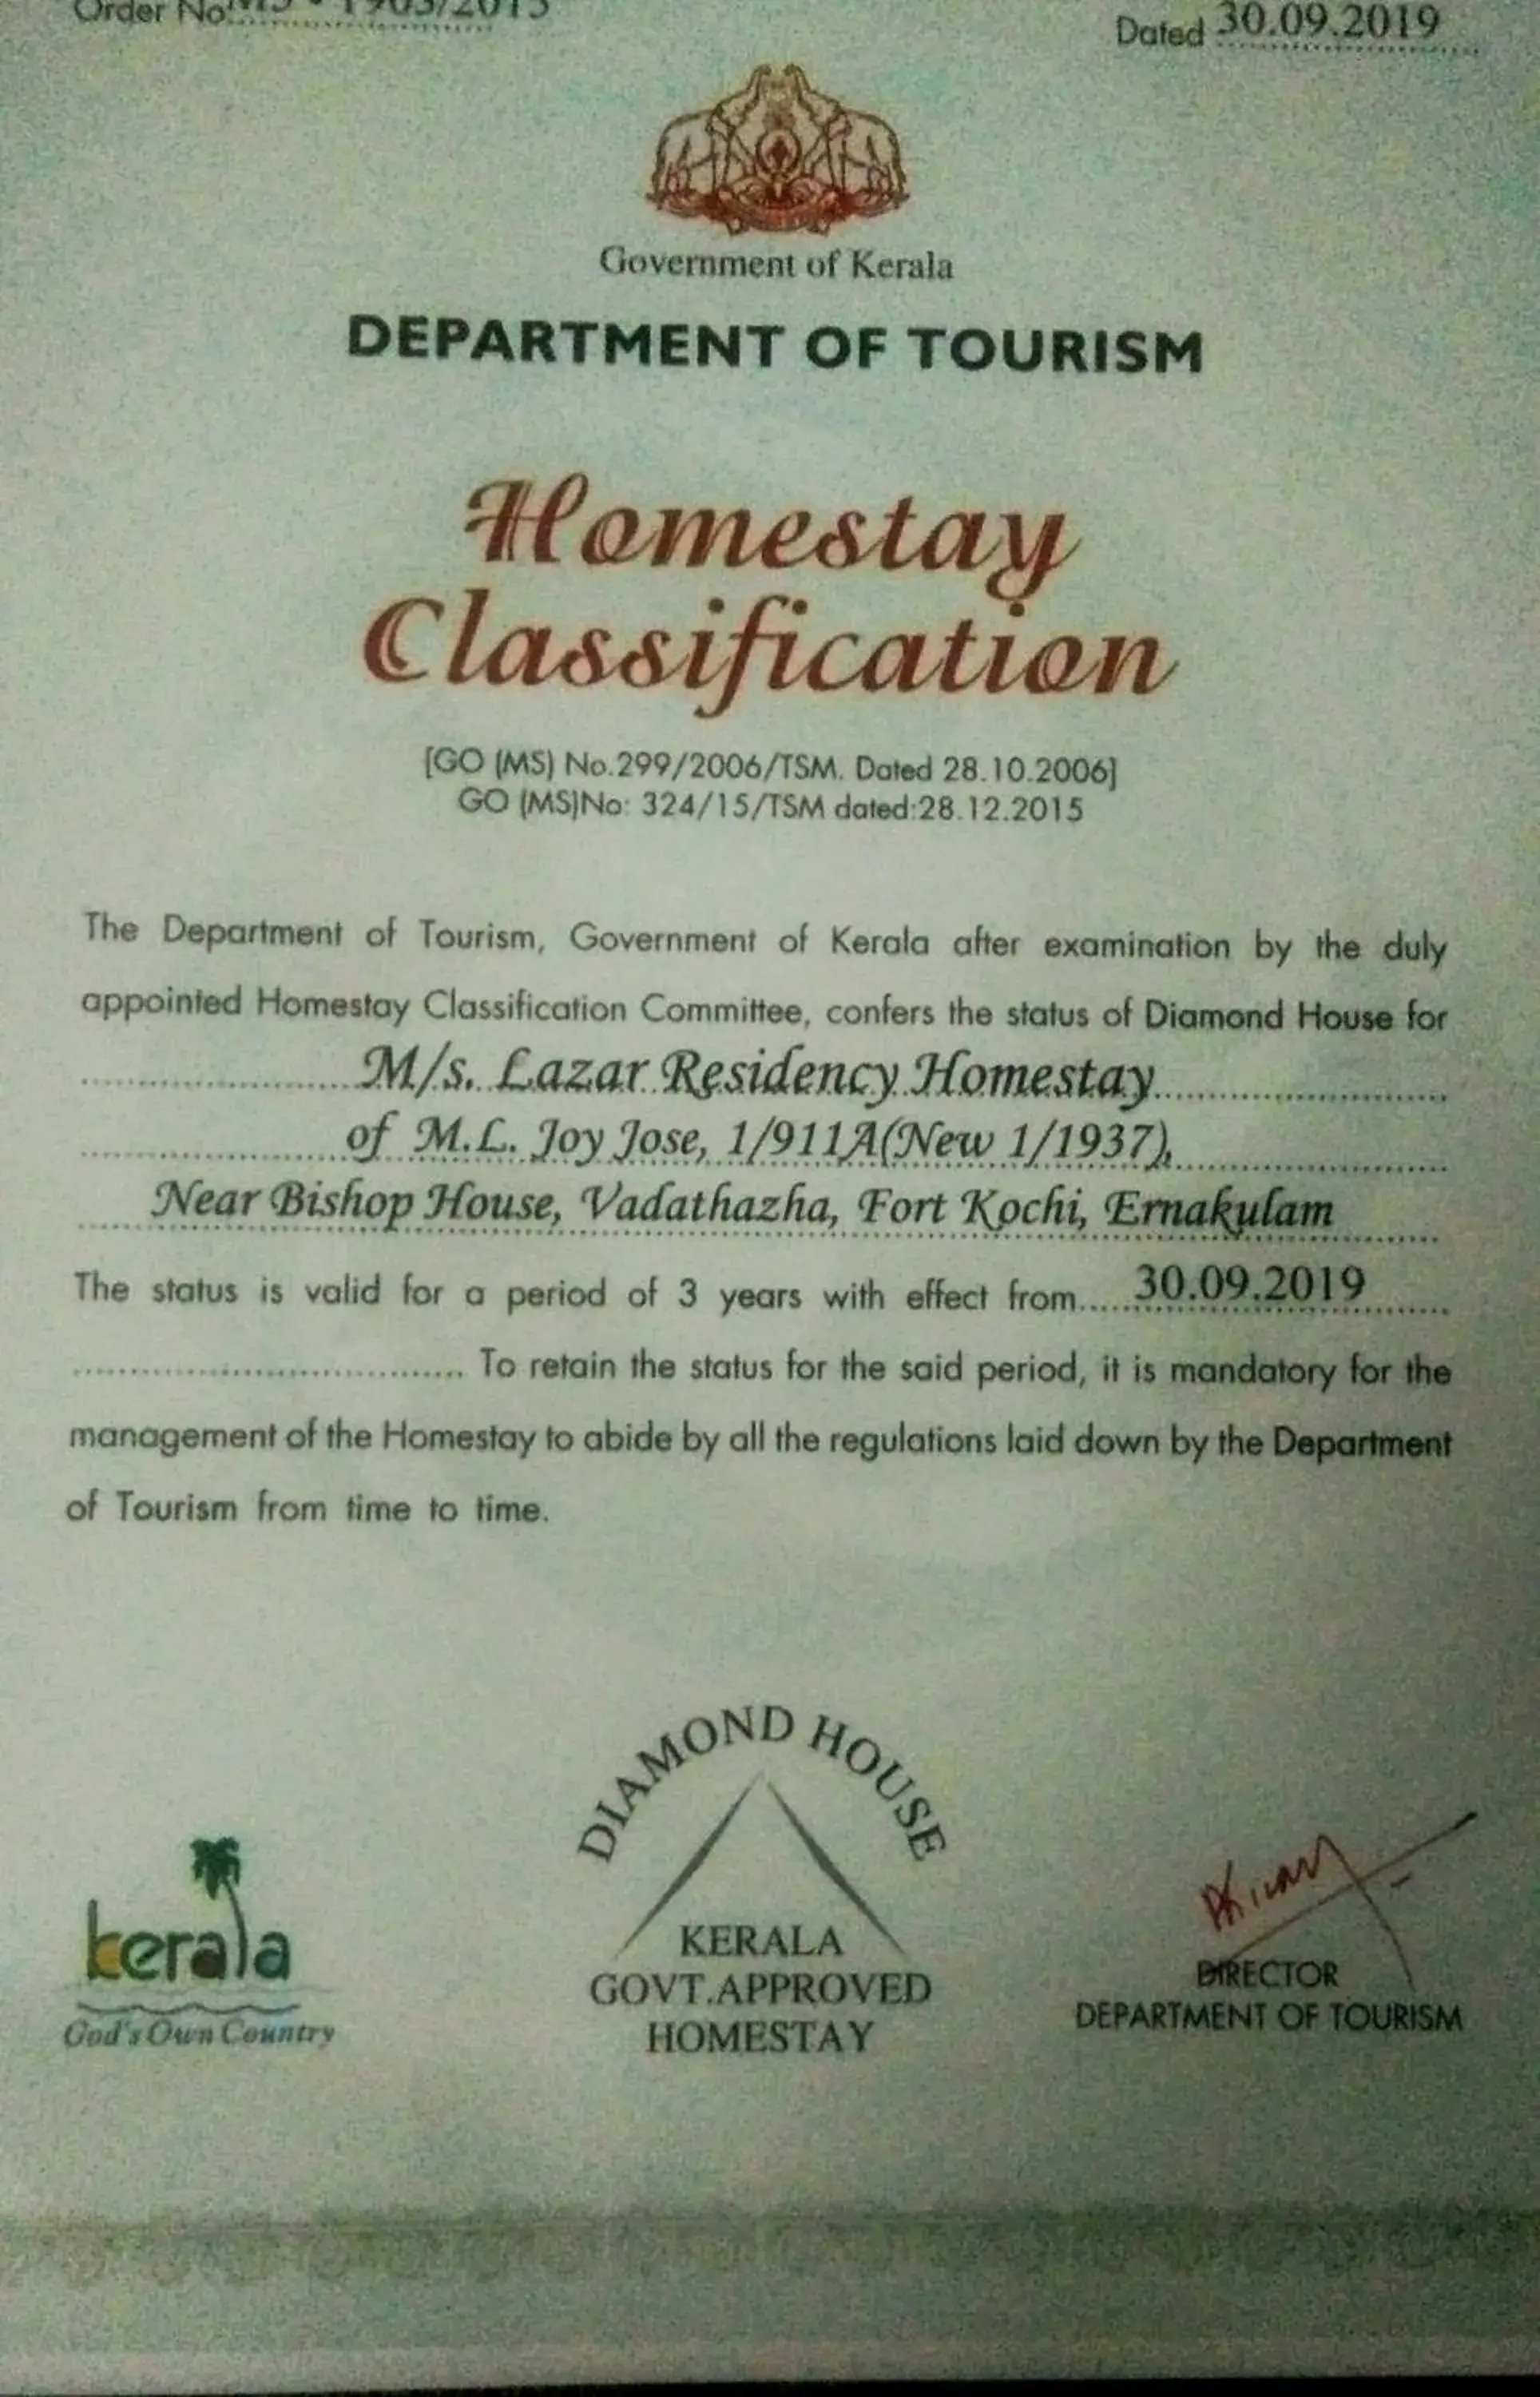 Order No.
Dated 30.09.2019
Government of Kerala
DEPARTMENT OF TOURISM
Homestay
Classification
[GO (MS) No.299/2006/TSM. Dated 28.10.2006]
GO (MS)No: 324/15/TSM dated:28.12.2015
The Department of Tourism, Government of Kerala after examination by the duly
appointed Homestay Classification Committee, confers the status of Diamond House for
M/s. Lazar Residency Homestay
of M.L. Joy Jose, 1/911A(New 1/1937),
Near Bishop House, Vadathazha, Fort Kochi, Ernakulam
The status is valid for a period of 3 years with effect from 30.09.2019
To retain the status for the said period, it is mandatory for the
management of the Homestay to abide by all the regulations laid down by the Department
of Tourism from time to time.
DIAMOND HOUSE
KERALA
GOVT.APPROVED
HOMESTAY
kerala
God's Own Country
DIRECTOR
DEPARTMENT OF TOURISM